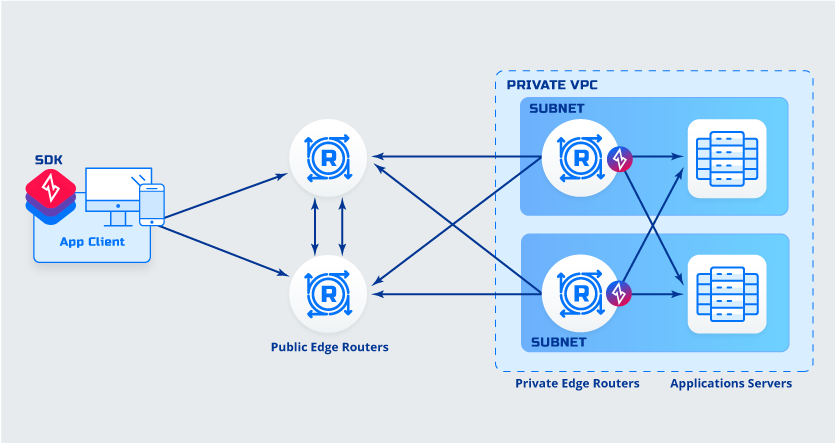 PRIVATE VPC
SUBNET
R
R
SDK
App Client
R
R
SUBNET
Public Edge Routers
Private Edge Routers
Applications Servers